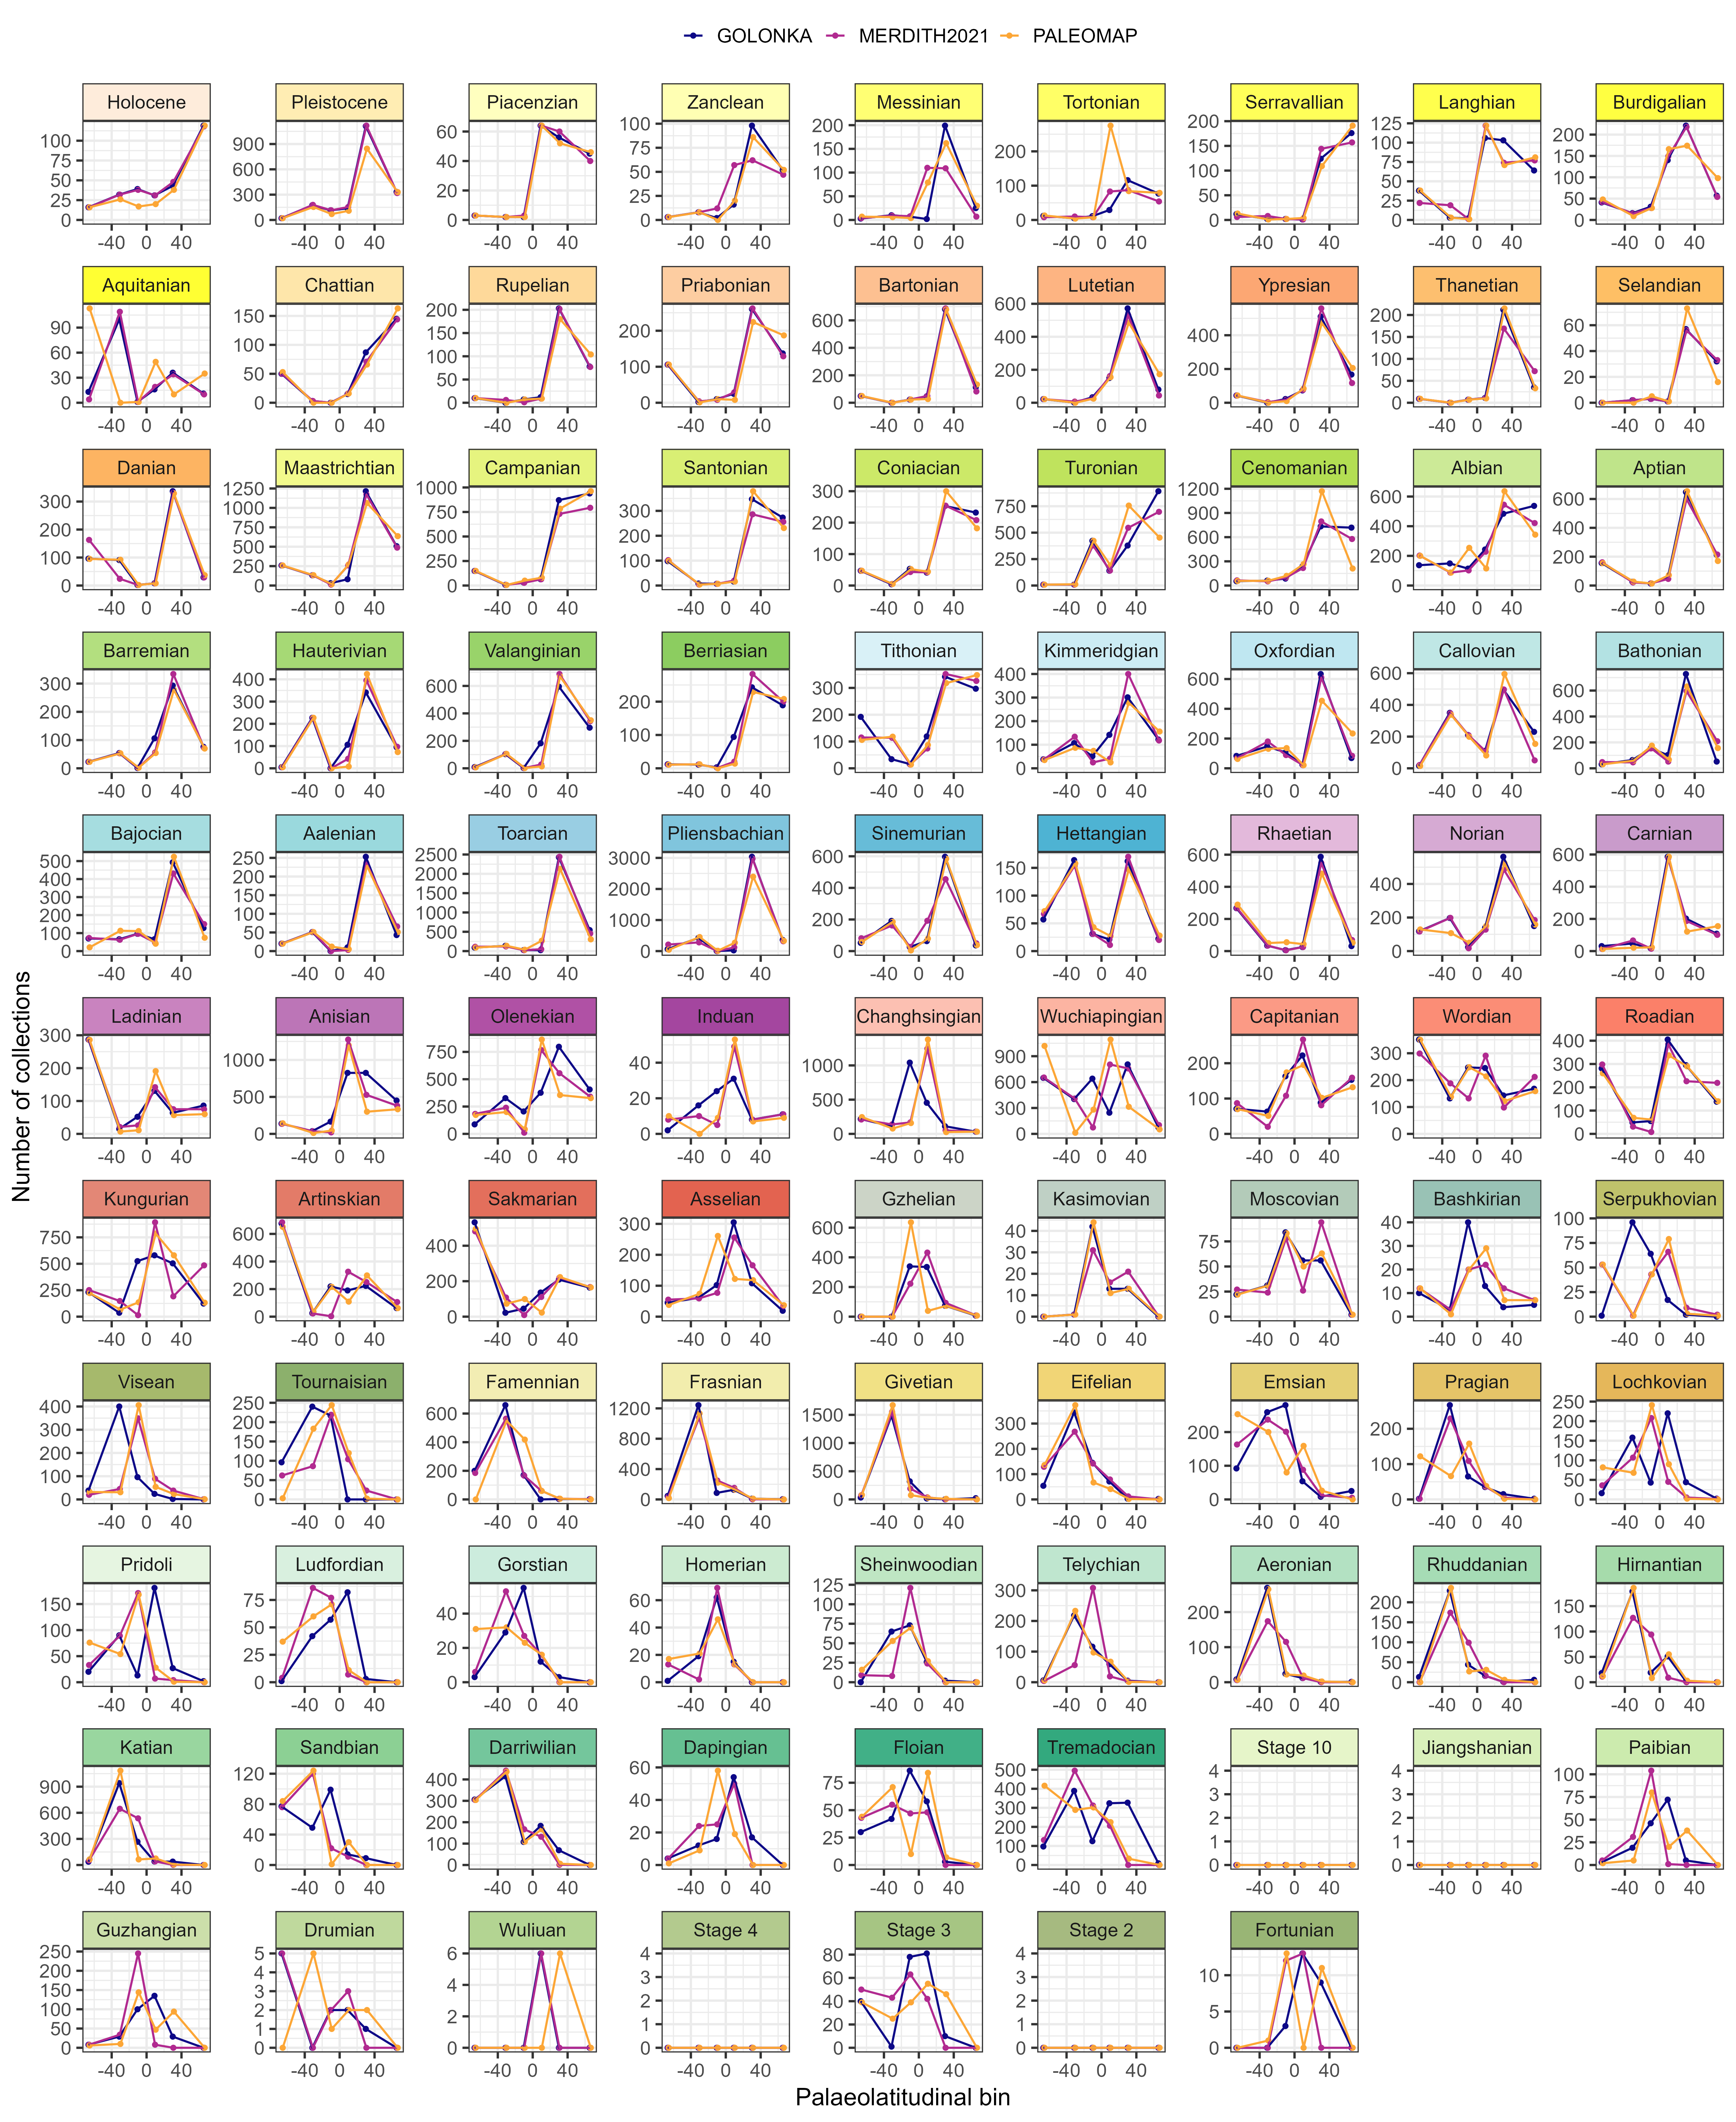 GOLONKA MERDITH2021 PALEOMAP
Holocene Pleistocene Piacenzian Zanclean Messinian Tortonian Serravallian Langhian Burdigalian
Aquitanian Chattian Rupelian Priabonian Bartonian Lutetian Ypresian Thanetian Selandian
Danian Maastrichtian Campanian Santonian Coniacian Turonian Cenomanian Albian Aptian
Barremian Hauterivian Valanginian Berriasian Tithonian Kimmeridgian Oxfordian Callovian Bathonian
Bajocian Aalenian Toarcian Pliensbachian Sinemurian Hettangian Rhaetian Norian Carnian
Ladinian Anisian Olenekian Induan Changhsingian Wuchiapingian Capitanian Wordian Roadian
Kungurian Artinskian Sakmarian Asselian Gzhelian Kasimovian Moscovian Bashkirian Serpukhovian
Visean Tournaisian Famennian Frasnian Givetian Eifelian Emsian Pragian Lochkovian
Pridoli Ludfordian Gorstian Homerian Sheinwoodian Telychian Aeronian Rhuddanian Hirnantian
Katian Sandbian Darriwilian Dapingian Floian Tremadocian Stage 10 Jiangshanian Paibian
Guzhangian Drumian Wuliuan Stage 4 Stage 3 Stage 2 Fortunian
Number of collections
Palaeolatitudinal bin